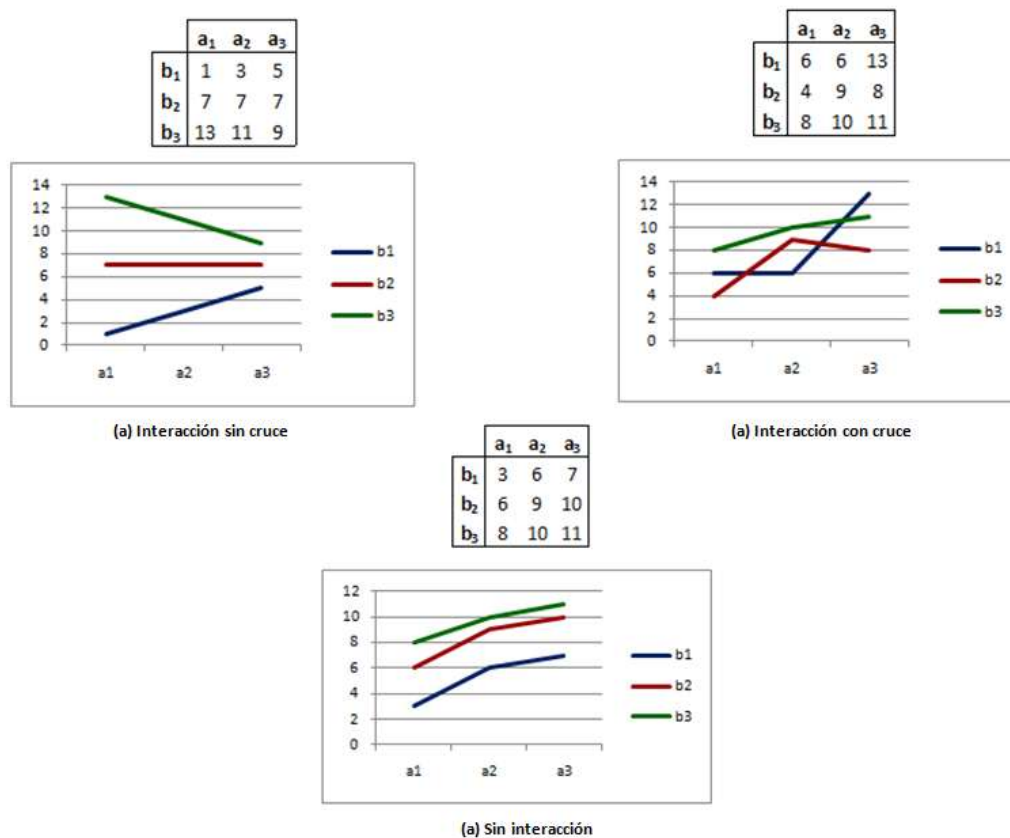 a₁ a₂ a₃
b₁ 1 3 5
b₂ 7 7 7
b₃ 13 11 9
14
12
10
8
6
4
2
0
a1 a2 a3
b1
b2
b3
(a) Interacción sin cruce
a₁ a₂ a₃
b₁ 6 6 13
b₂ 4 9 8
b₃ 8 10 11
14
12
10
8
6
4
2
0
a1 a2 a3
b1
b2
b3
(a) Interacción con cruce
a₁ a₂ a₃
b₁ 3 6 7
b₂ 6 9 10
b₃ 8 10 11
12
10
8
6
4
2
0
a1 a2 a3
b1
b2
b3
(a) Sin interacción